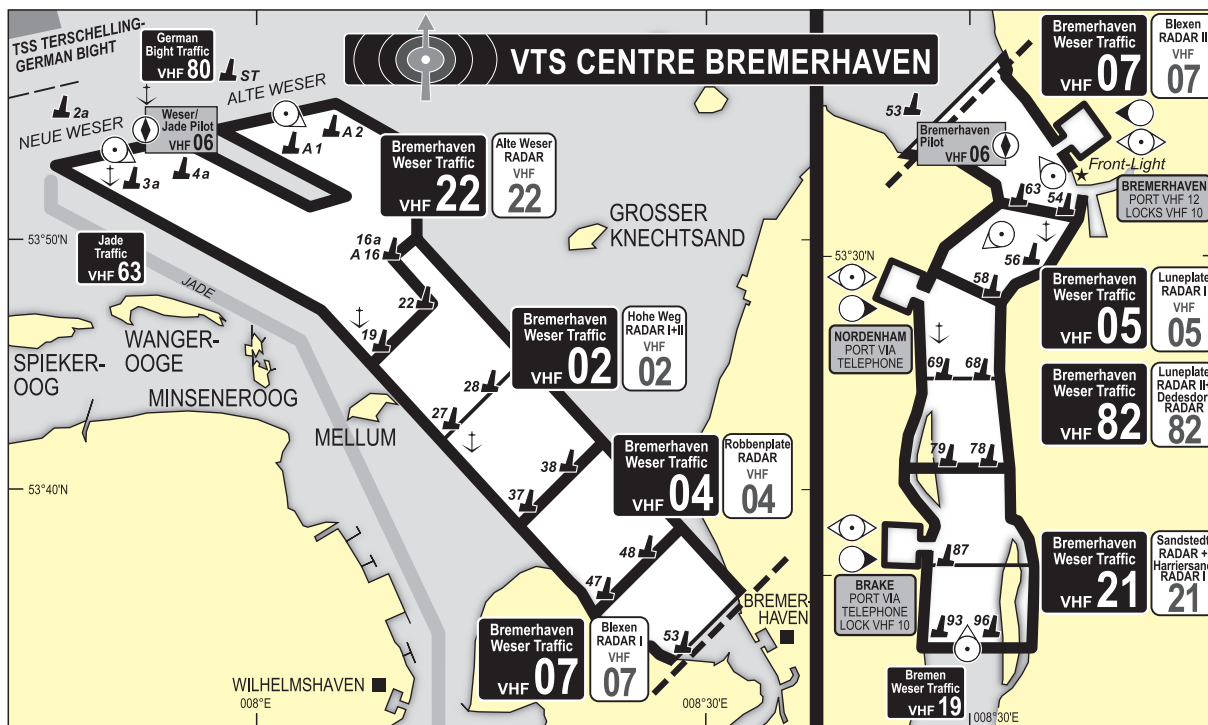 TSS TERSCHELLING-
GERMAN BIGHT
German
Bight Traffic
VHF 80
ST
VTS CENTRE BREMERHAVEN
2a
ALTE WESER
NEUE WESER
Weser/
Jade Pilot
VHF 06
A 2
A 1
3a
4a
Bremerhaven
Weser Traffic
VHF 22
Alte Weser
RADAR
VHF
22
53°50'N
Jade
Traffic
VHF 63
JADE
16a
A 16
GROSSER
KNECHTSAND
22
19
SPIEKER-
OOG
WANGER-
OOGE
MINSENEROOG
MELLUM
Bremerhaven
Weser Traffic
VHF 02
Hohe Weg
RADAR I+II
VHF
02
28
27
38
37
Bremerhaven
Weser Traffic
VHF 04
Robbenplate
RADAR
VHF
04
53°40'N
48
47
53
BREMER-
HAVEN
Bremerhaven
Weser Traffic
VHF 07
Blexen
RADAR I
VHF
07
WILHELMSHAVEN
008°E
008°30'E
Bremerhaven
Weser Traffic
VHF 07
Blexen
RADAR II
VHF
07
53
Bremerhaven
Pilot
VHF 06
Front-Light
BREMERHAVEN
PORT VHF 12
LOCKS VHF 10
63
54
53°30'N
56
58
Bremerhaven
Weser Traffic
VHF 05
Luneplate
RADAR I
VHF
05
NORDENHAM
PORT VIA
TELEPHONE
69
68
Bremerhaven
Weser Traffic
VHF 82
Luneplate
RADAR II+
Dedesdorf
RADAR
82
79
78
87
BRAKE
PORT VIA
TELEPHONE
LOCK VHF 10
Bremerhaven
Weser Traffic
VHF 21
Sandstedt
RADAR +
Harriersand
RADAR I
21
93
96
Bremen
Weser Traffic
VHF 19
008°30'E